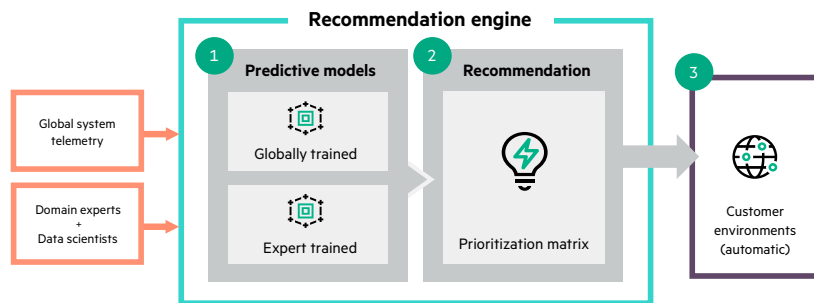 Recommendation engine
1
Predictive models
Globally trained
Expert trained
2
Recommendation
Prioritization matrix
3
Customer
environments
(automatic)
Global system
telemetry
Domain experts
+
Data scientists